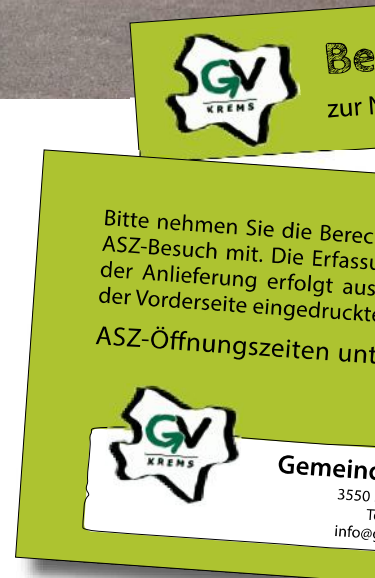 GV
KREMS
Be
zur N
Bitte nehmen Sie die Berec
ASZ-Besuch mit. Die Erfassu
der Anlieferung erfolgt aus
der Vorderseite eingedruckte
ASZ-Öffnungszeiten unt
GV
KREMS
Gemeind
3550
Te
info@g